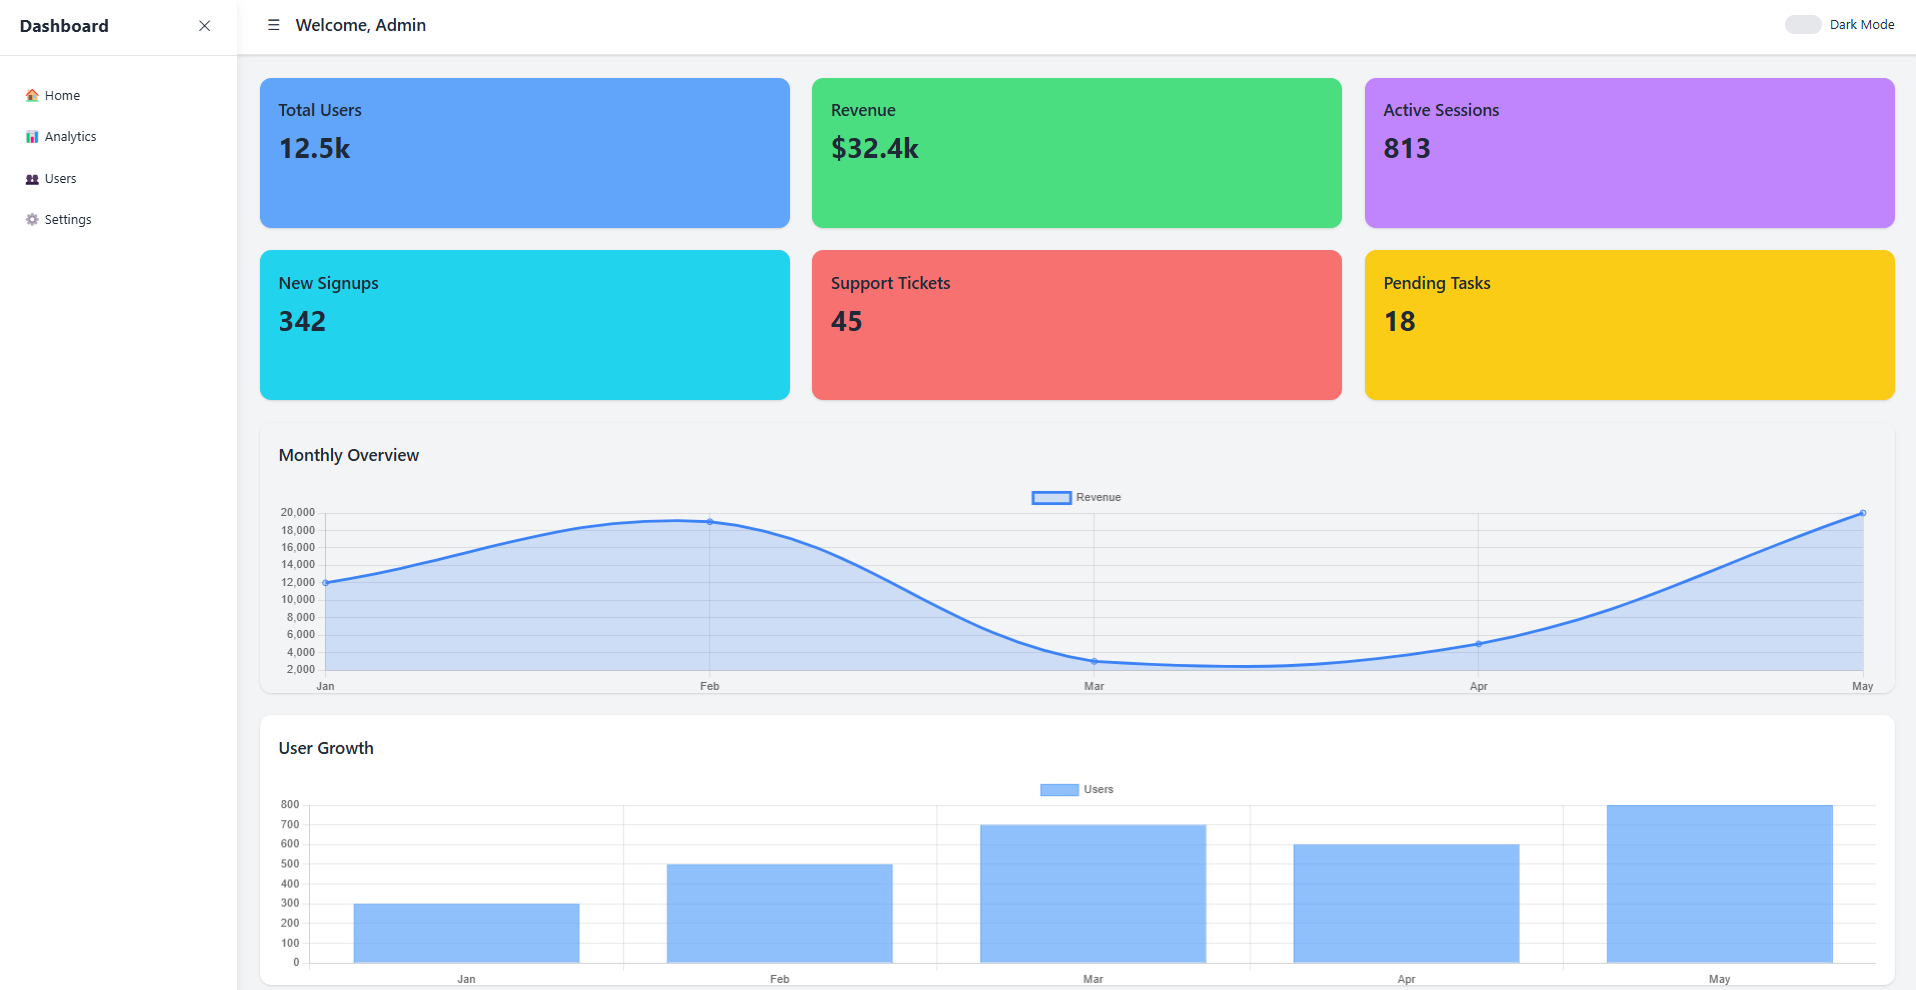 Dashboard
Welcome, Admin
Dark Mode
Home
Analytics
Users
Settings
Total Users
12.5k
Revenue
$32.4k
Active Sessions
813
New Signups
342
Support Tickets
45
Pending Tasks
18
Monthly Overview
Revenue
20,000
18,000
16,000
14,000
12,000
10,000
8,000
6,000
4,000
2,000
Jan Feb Mar Apr May
User Growth
Users
800
700
600
500
400
300
200
100
0
Jan Feb Mar Apr May